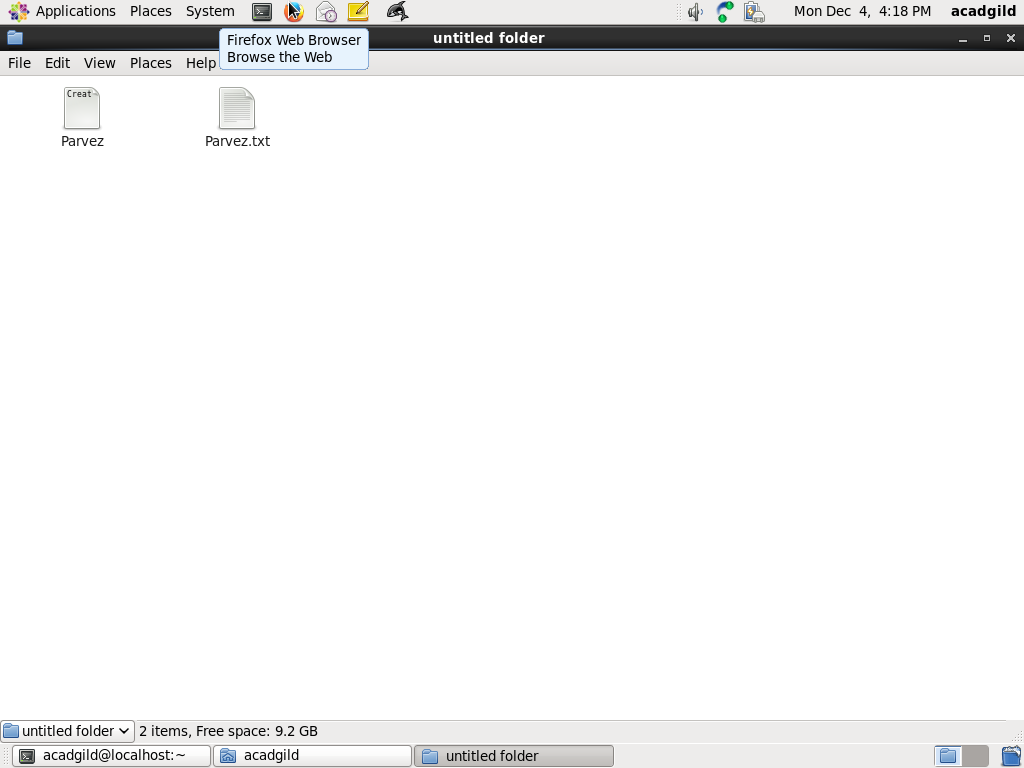 Applications Places System Mon Dec 4, 4:18 PM acadgild
untitled folder
Firefox Web Browser
Browse the Web
File Edit View Places Help
Creat
Parvez Parvez.txt
untitled folder 2 items, Free space: 9.2 GB
acadgild@localhost:~ acadgild untitled folder